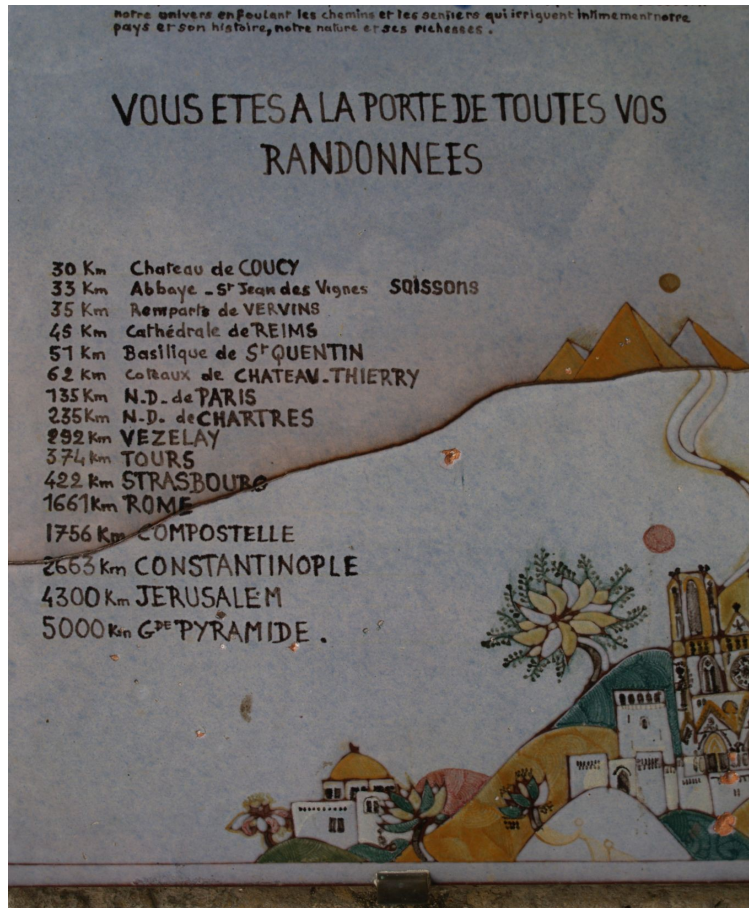 notre univers en foulant les chemins et les sentiers qui irriguent intimement notre
pays et son histoire, notre nature et ses richesses.
VOUS ETES A LA PORTE DE TOUTES VOS
RANDONNEES
30 Km Chateau de COUCY
33 Km Abbaye - St Jean des Vignes SOISSONS
35 Km Remparts de VERVINS
45 Km Cathédrale de REIMS
51 Km Basilique de St QUENTIN
62 Km Coteaux de CHATEAU-THIERRY
135 Km N.D. de PARIS
235 Km N.D. de CHARTRES
292 Km VEZELAY
374 Km TOURS
422 Km STRASBOURG
1661 Km ROME
1756 Km COMPOSTELLE
2663 Km CONSTANTINOPLE
4300 Km JERUSALEM
5000 Km GDE PYRAMIDE.